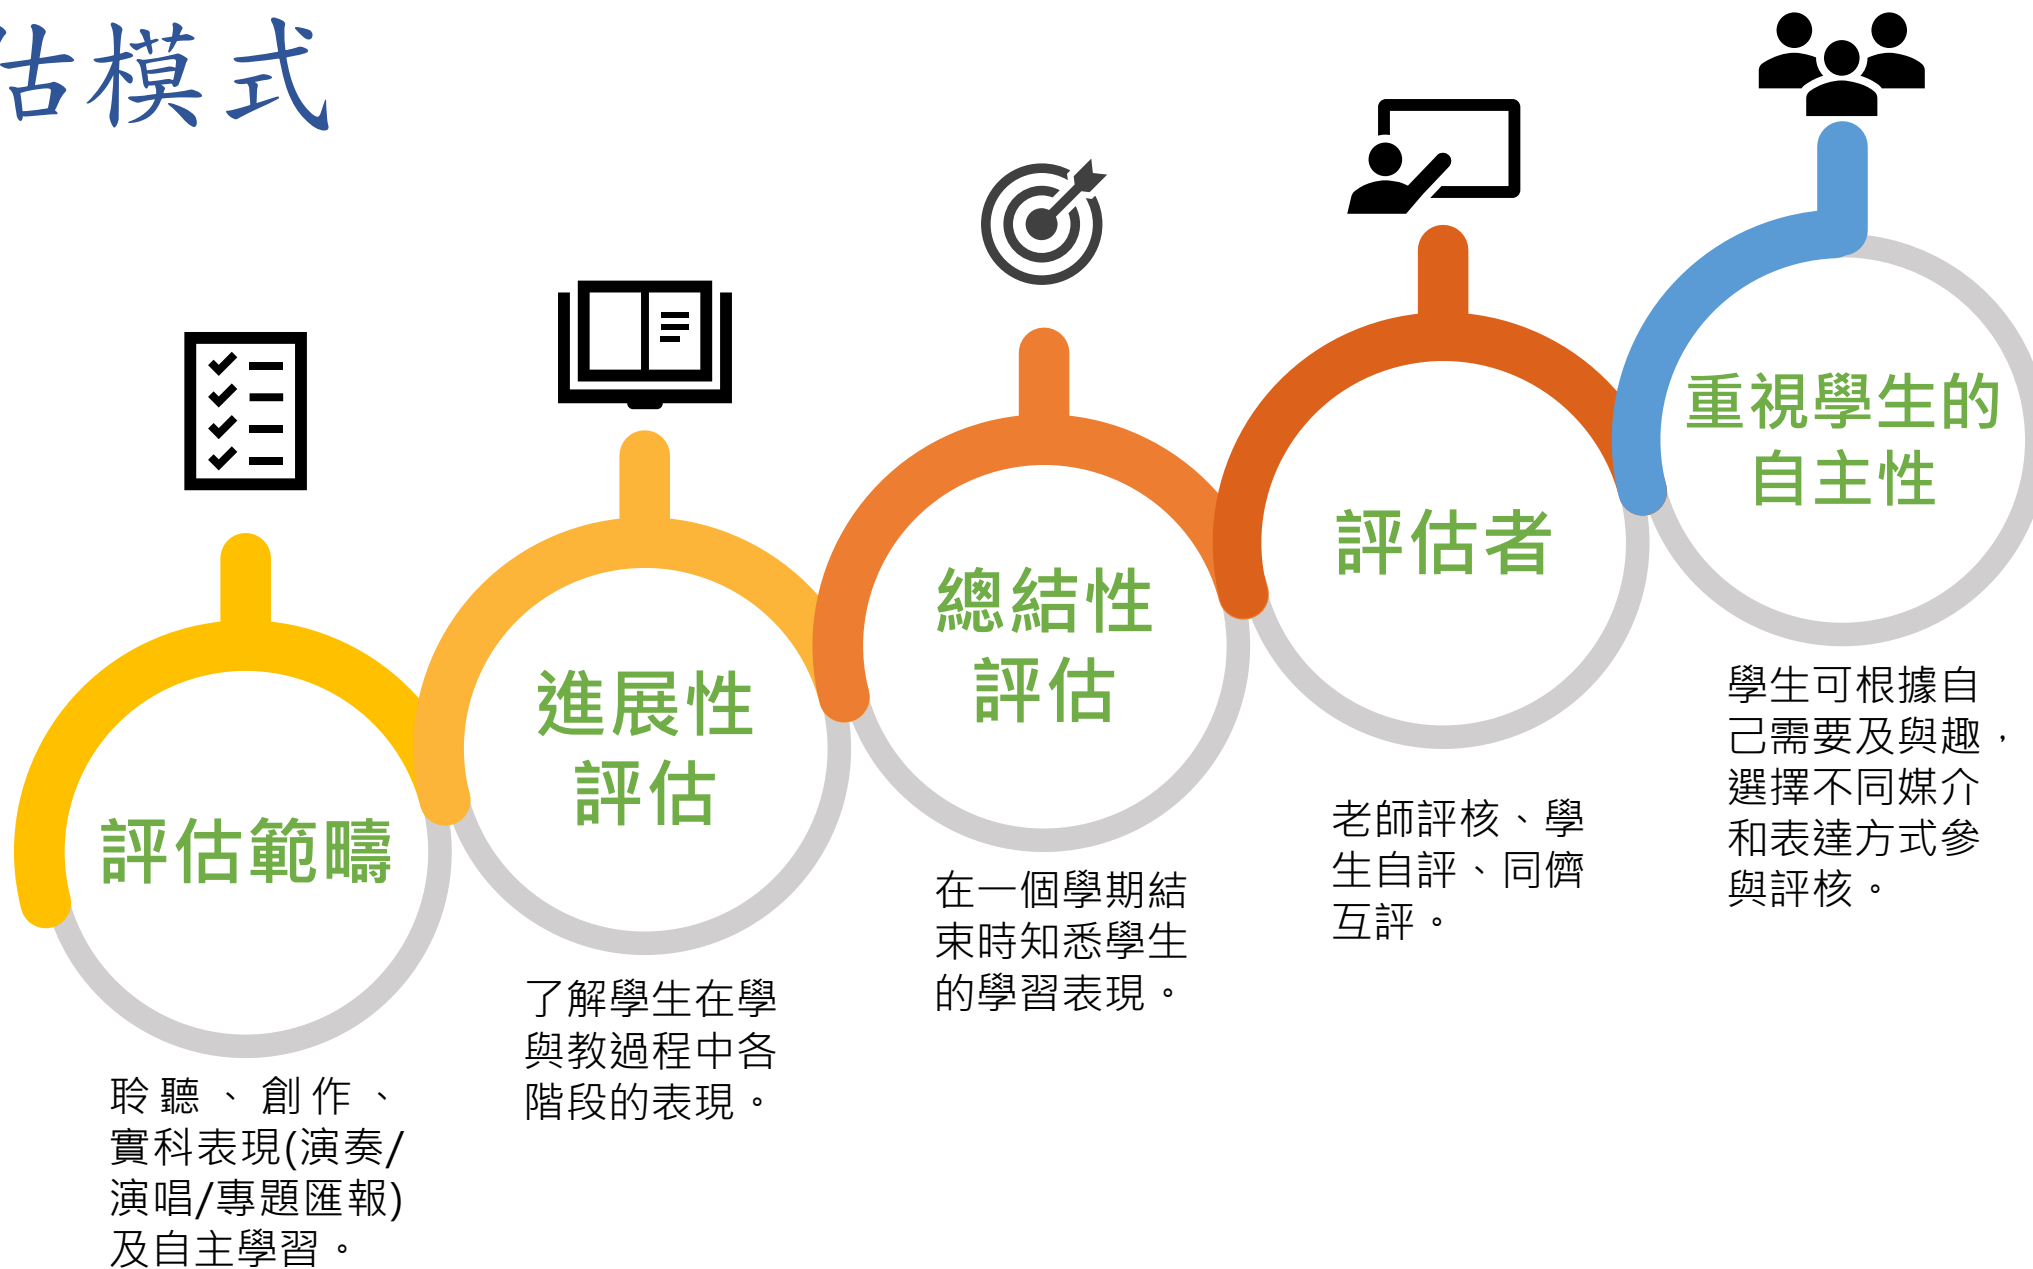 估模式
評估範疇
聆聽、創作、
實科表現(演奏/
演唱/專題匯報)
及自主學習。
進展性
評估
了解學生在學
與教過程中各
階段的表現。
總結性
評估
在一個學期結
束時知悉學生
的學習表現。
評估者
老師評核、學
生自評、同儕
互評。
重視學生的
自主性
學生可根據自
己需要及興趣，
選擇不同媒介
和表達方式參
與評核。